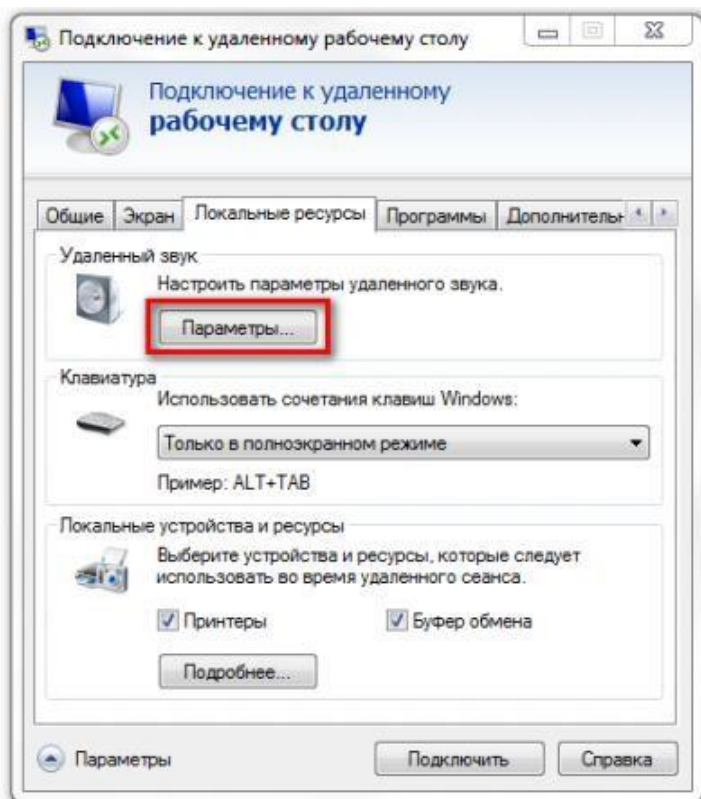 Подключение к удаленному рабочему столу
Подключение к удаленному
рабочему столу
Общие Экран Локальные ресурсы Программы Дополнительн
Удаленный звук
Настроить параметры удаленного звука.
Параметры...
Клавиатура
Использовать сочетания клавиш Windows:
Только в полноэкранном режиме
Пример: ALT+TAB
Локальные устройства и ресурсы
Выберите устройства и ресурсы, которые следует
использовать во время удаленного сеанса.
Принтеры Буфер обмена
Подробнее...
Параметры Подключить Справка